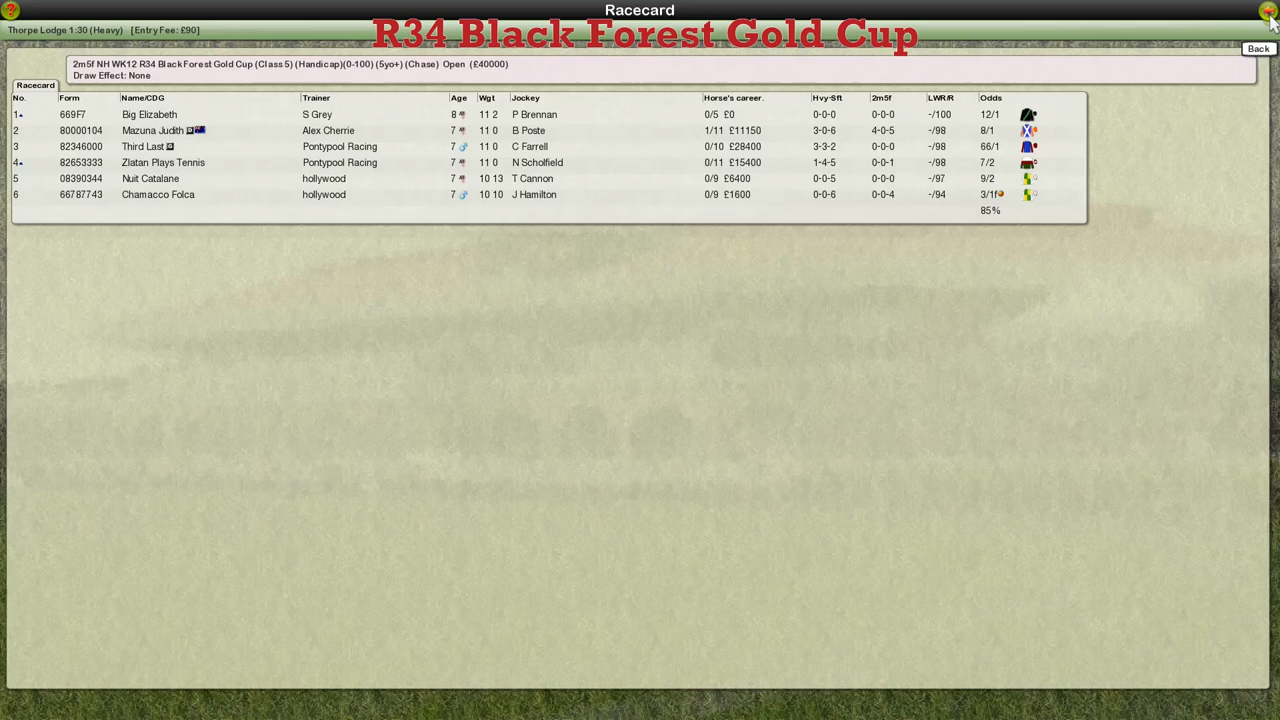 Racecard
R34 Black Forest Gold Cup
Thorpe Lodge 1:30 (Heavy) [Entry Fee: £90]
Back
2m5f NH WK12 R34 Black Forest Gold Cup (Class 5) (Handicap)(0-100) (5yo+) (Chase) Open (£40000)
Draw Effect: None
Racecard
No. Form Name/CDG Trainer Age Wgt Jockey Horse's career. Hvy-Sft 2m5f LWR/R Odds
1 669F7 Big Elizabeth S Grey 8 11 2 P Brennan 0/5 £0 0-0-0 0-0-0 -/100 12/1
2 80000104 Mazuna Judith Alex Cherrie 7 11 0 B Poste 1/11 £11150 3-0-6 4-0-5 -/98 8/1
3 82346000 Third Last Pontypool Racing 7 11 0 C Farrell 0/10 £28400 3-3-2 0-0-0 -/98 66/1
4 82653333 Zlatan Plays Tennis Pontypool Racing 7 11 0 N Scholfield 0/11 £15400 1-4-5 0-0-1 -/98 7/2
5 08390344 Nuit Catalane hollywood 7 10 13 T Cannon 0/9 £6400 0-0-5 0-0-0 -/97 9/2
6 66787743 Chamacco Folca hollywood 7 10 10 J Hamilton 0/9 £1600 0-0-6 0-0-4 -/94 3/1f
85%